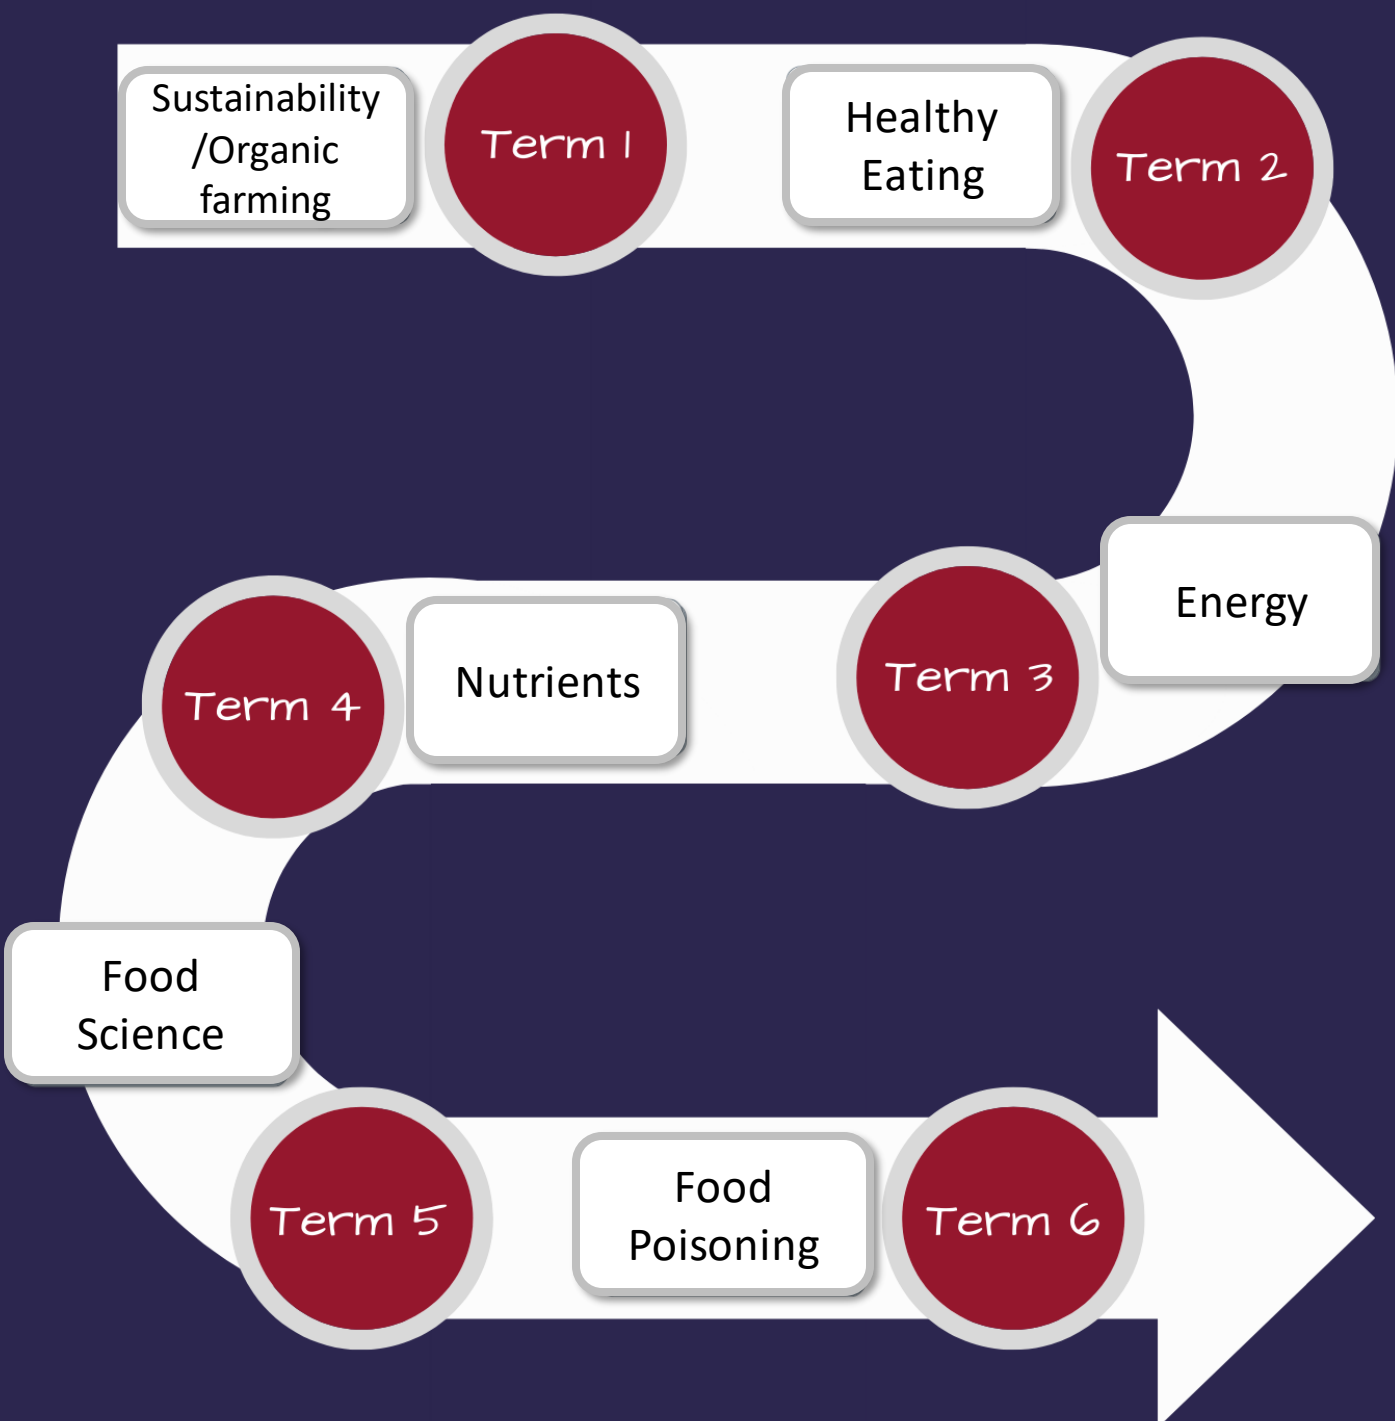 Sustainability
/Organic
farming
Term 1
Healthy
Eating
Term 2
Energy
Term 3
Nutrients
Term 4
Food
Science
Term 5
Food
Poisoning
Term 6